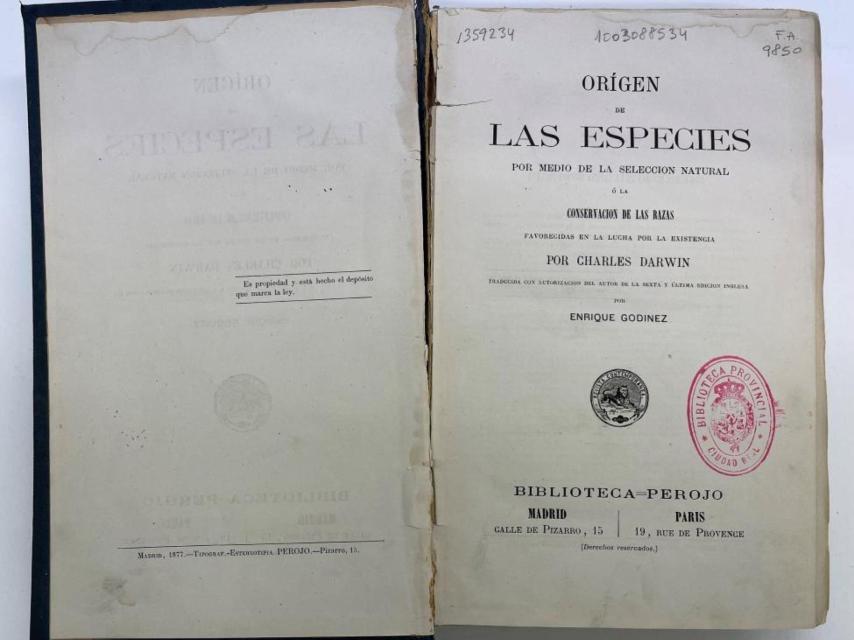 Es propiedad y está hecho el depósito
que marca la ley.
Madrid, 1877.—Tipograf.-Estereotipia PEROJO.—Pizarro, 15.
1359234
1003088534
F.A.
9850
ORÍGEN
DE
LAS ESPECIES
POR MEDIO DE LA SELECCION NATURAL
Ó LA
CONSERVACION DE LAS RAZAS
FAVORECIDAS EN LA LUCHA POR LA EXISTENCIA
POR CHARLES DARWIN
TRADUCIDA CON AUTORIZACION DEL AUTOR DE LA SEXTA Y ÚLTIMA EDICION INGLESA
POR
ENRIQUE GODINEZ
REVISTA CONTEMPORANEA
BIBLIOTECA PROVINCIAL
CIUDAD REAL
BIBLIOTECA=PEROJO
MADRID
CALLE DE PIZARRO, 15
PARIS
19, RUE DE PROVENCE
[Derechos reservados.]